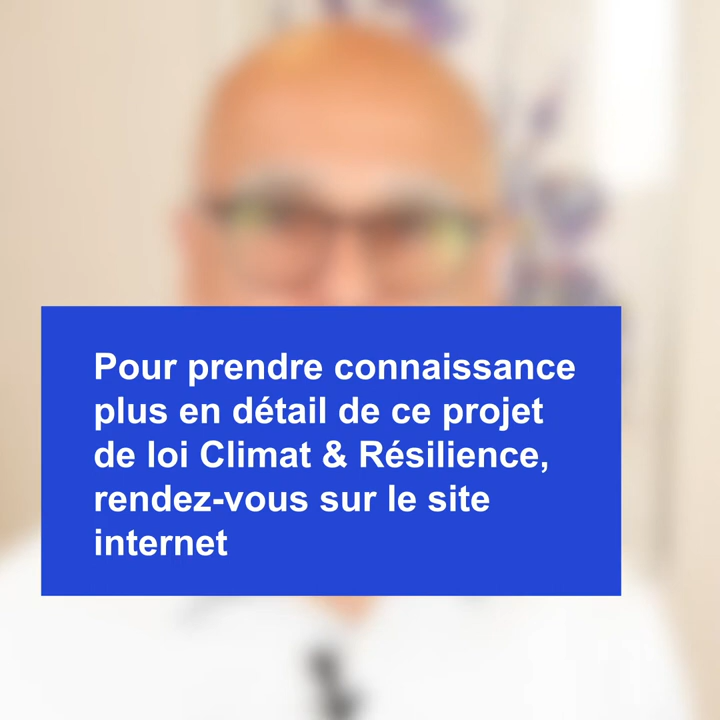 Pour prendre connaissance
plus en détail de ce projet
de loi Climat & Résilience,
rendez-vous sur le site
internet